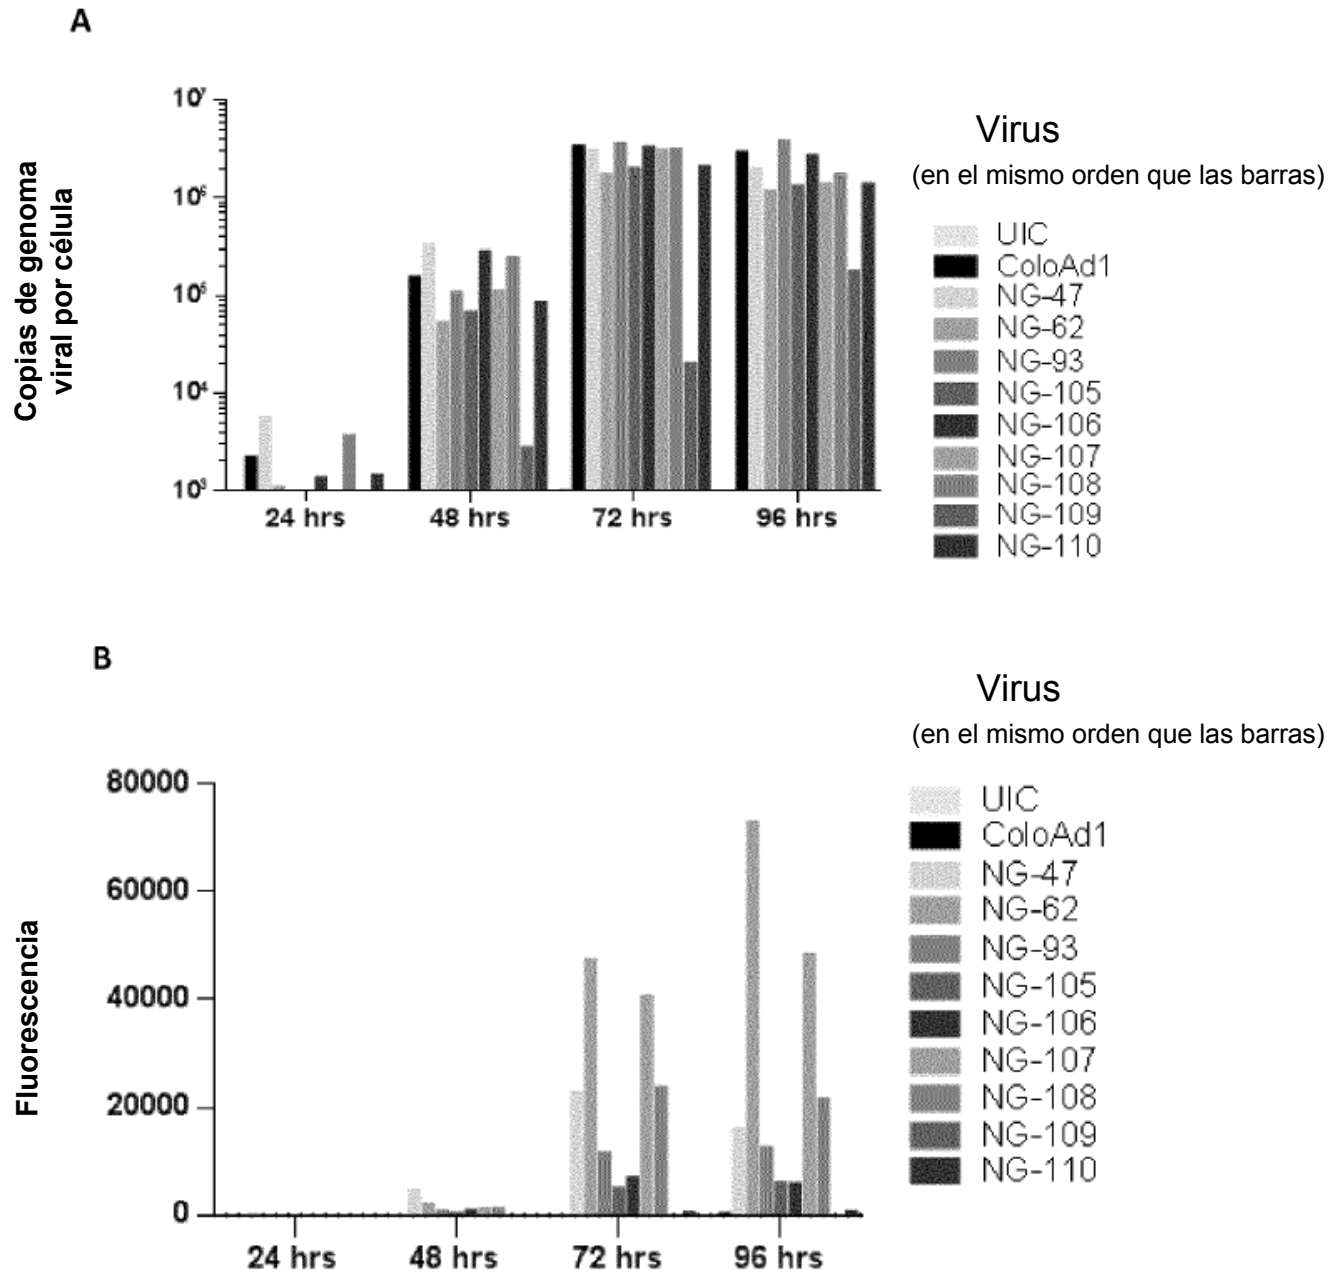 A
Copias de genoma
viral por célula
10⁷
10⁶
10⁵
10⁴
10³
24 hrs
48 hrs
72 hrs
96 hrs
Virus
(en el mismo orden que las barras)
UIC
ColoAd1
NG-47
NG-62
NG-93
NG-105
NG-106
NG-107
NG-108
NG-109
NG-110
B
Fluorescencia
80000
60000
40000
20000
0
24 hrs
48 hrs
72 hrs
96 hrs
Virus
(en el mismo orden que las barras)
UIC
ColoAd1
NG-47
NG-62
NG-93
NG-105
NG-106
NG-107
NG-108
NG-109
NG-110